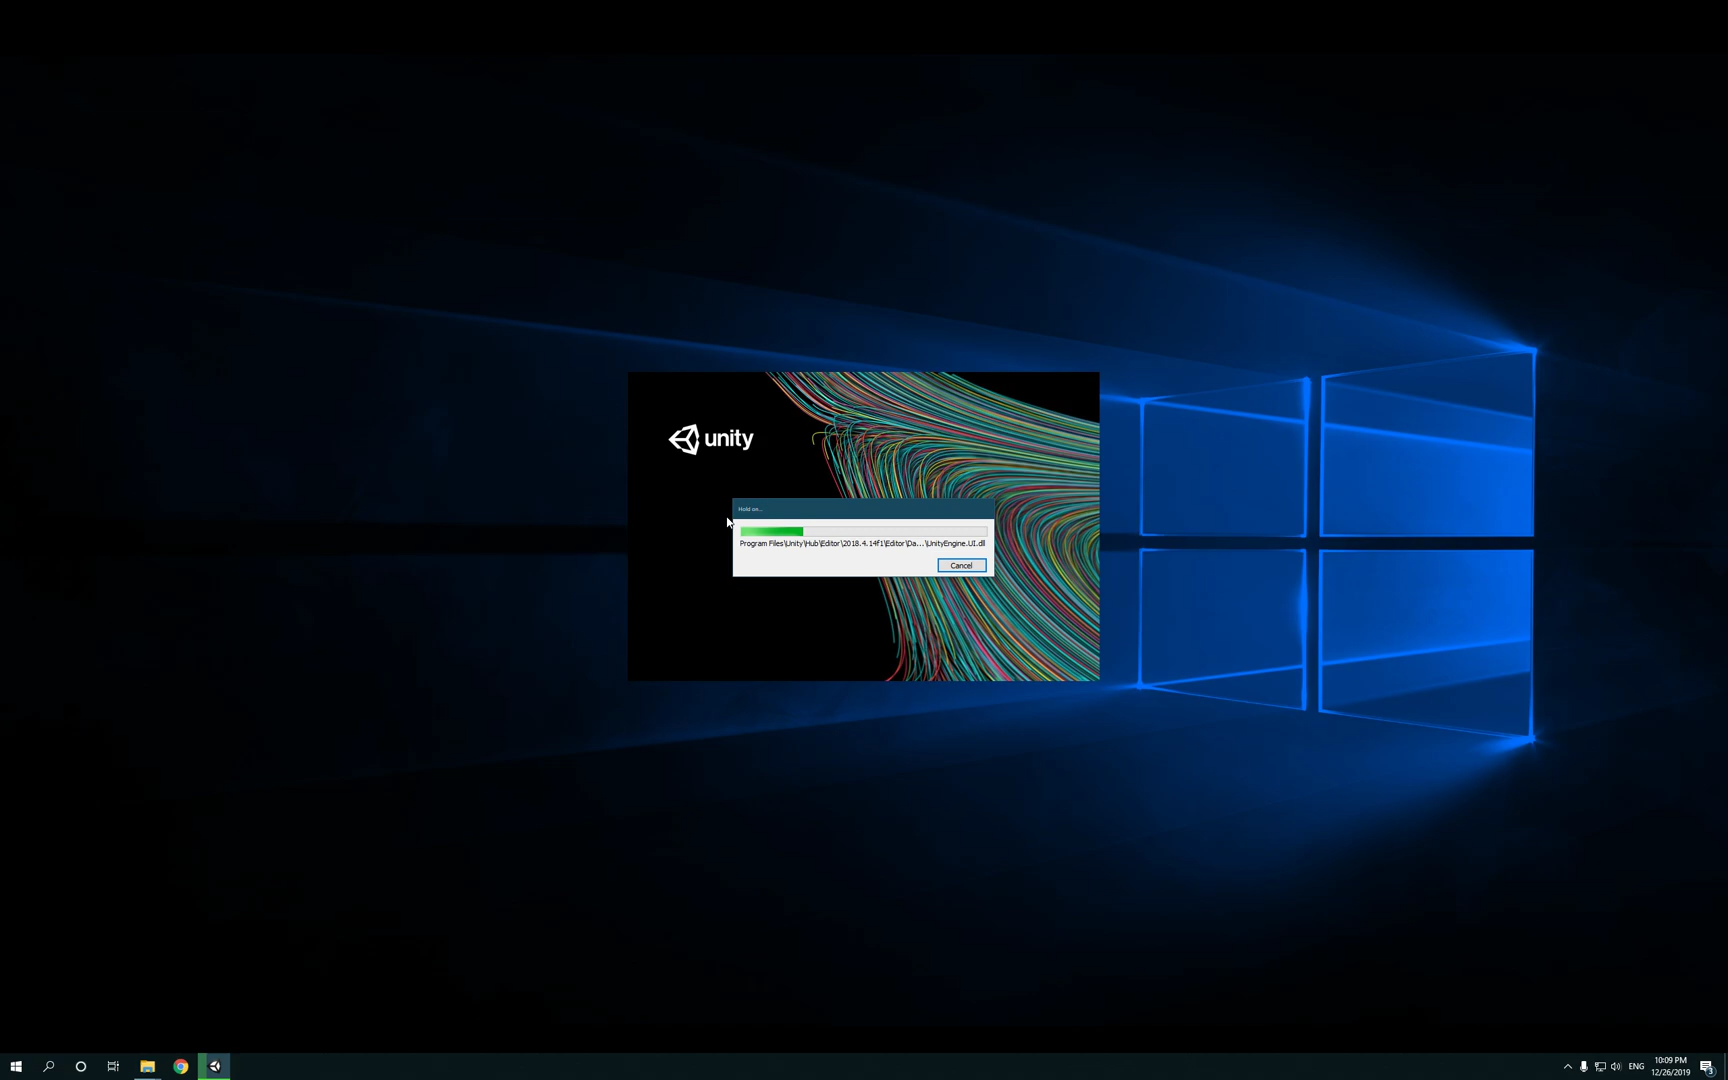 unity
Hold on...
Program Files\Unity\Hub\Editor\2018.4.14f1\Editor\Da...\UnityEngine.UI.dll
Cancel
ENG
10:09 PM
12/26/2019
3